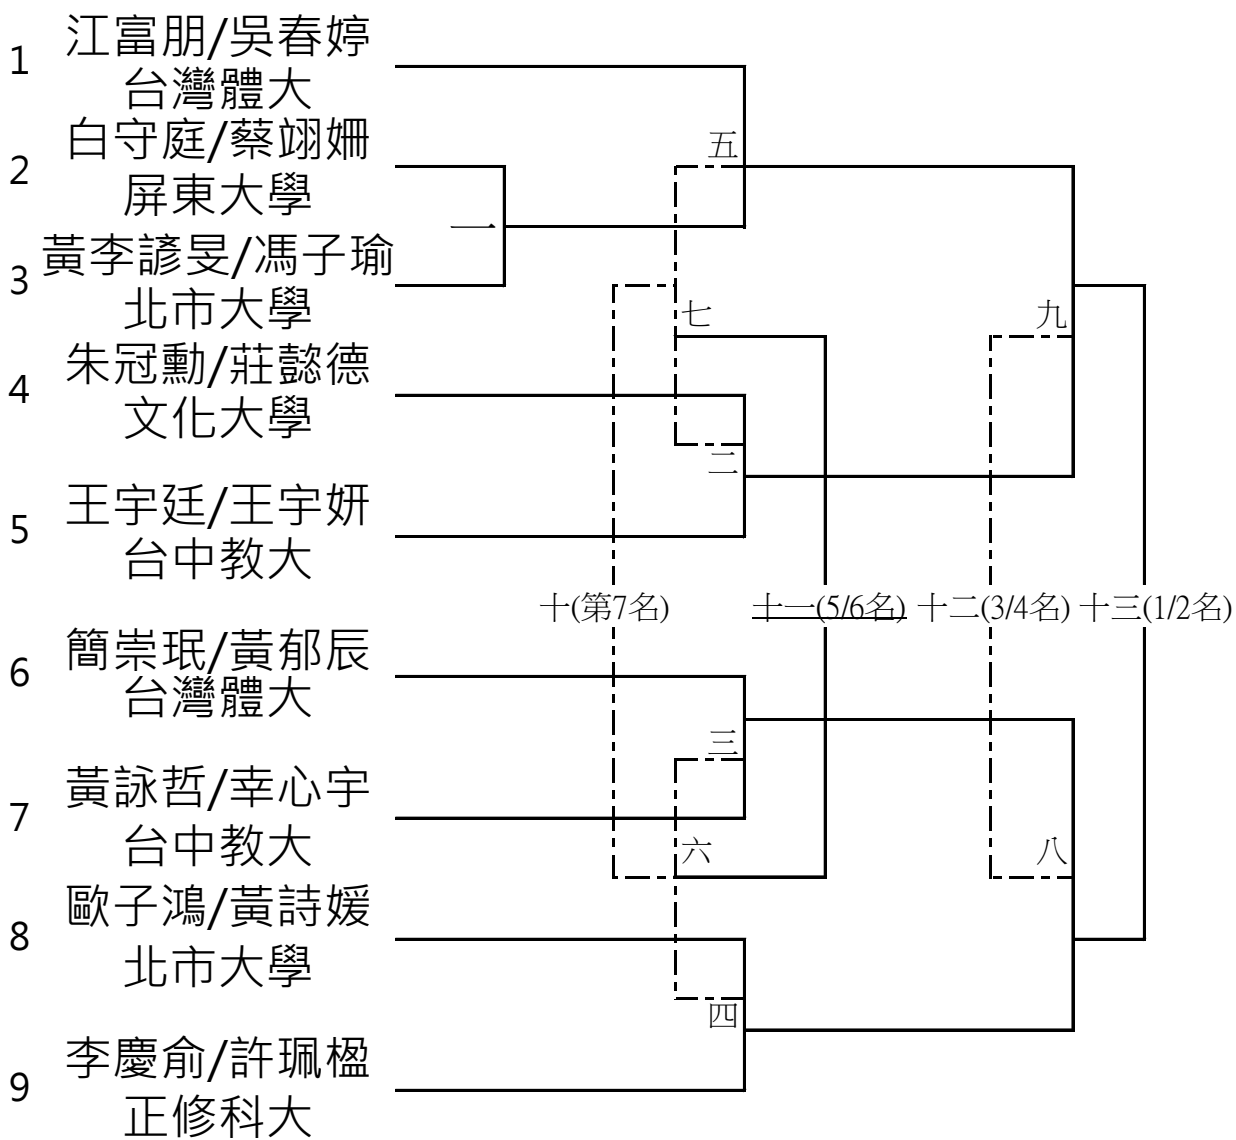 1 江富朋/吳春婷
台灣體大
2 白守庭/蔡翊姍
屏東大學
3 黃李諺旻/馮子瑜
北市大學
4 朱冠勳/莊懿德
文化大學
5 王宇廷/王宇妍
台中教大
6 簡崇珉/黃郁辰
台灣體大
7 黃詠哲/幸心宇
台中教大
8 歐子鴻/黃詩媛
北市大學
9 李慶俞/許珮楹
正修科大
五
一
七
九
二
十(第7名) 十一(5/6名) 十二(3/4名) 十三(1/2名)
三
六
八
四